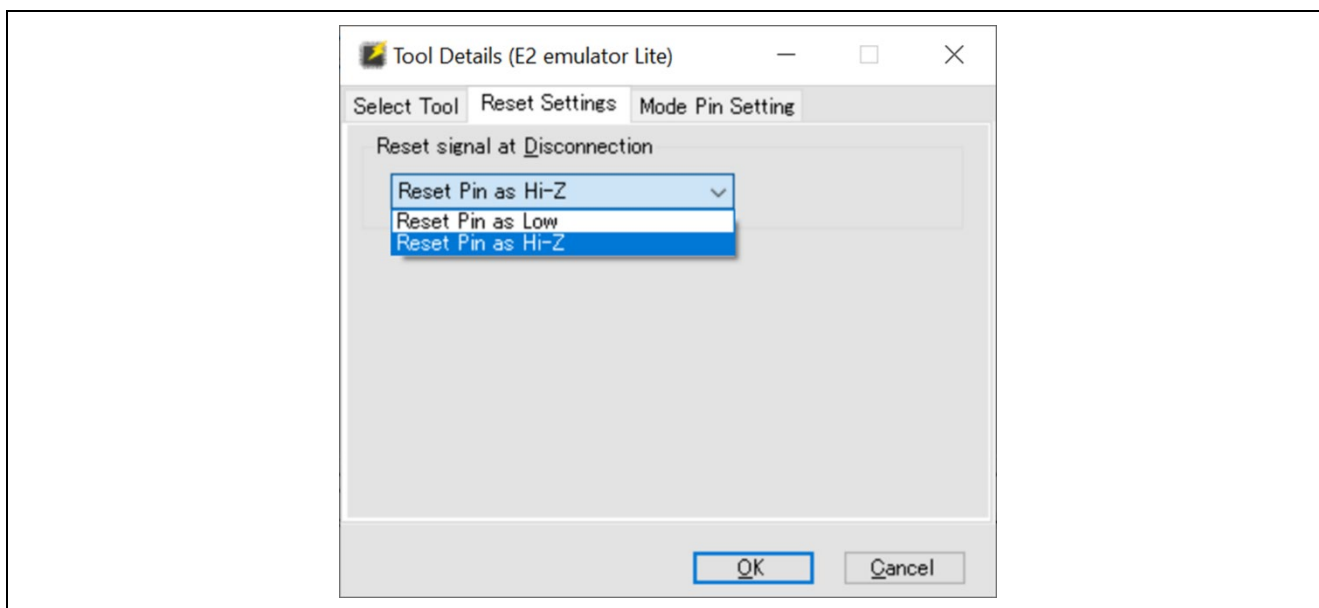 Tool Details (E2 emulator Lite)
Select Tool Reset Settings Mode Pin Setting
Reset signal at Disconnection
Reset Pin as Hi-Z
Reset Pin as Low
Reset Pin as Hi-Z
OK Cancel